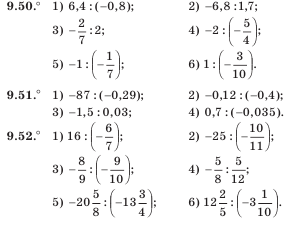 9.50.° 1) 6,4 : (−0,8); 2) −6,8 : 1,7;
3) −2/7 : 2; 4) −2 : (−5/4);
5) −1 : (−1/7); 6) 1 : (−3/10).
9.51.° 1) −87 : (−0,29); 2) −0,12 : (−0,4);
3) −1,5 : 0,03; 4) 0,7 : (−0,035).
9.52.° 1) 16 : (−6/7); 2) −25 : (−10/11);
3) −8/9 : (−9/10); 4) −5/8 : 5/12;
5) −20 5/8 : (−13 3/4); 6) 12 2/5 : (−3 1/10).